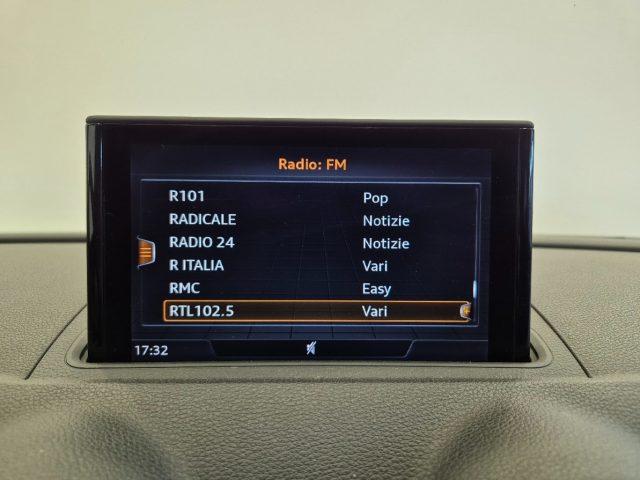 Radio: FM
R101 Pop
RADICALE Notizie
RADIO 24 Notizie
R ITALIA Vari
RMC Easy
RTL102.5 Vari
17:32